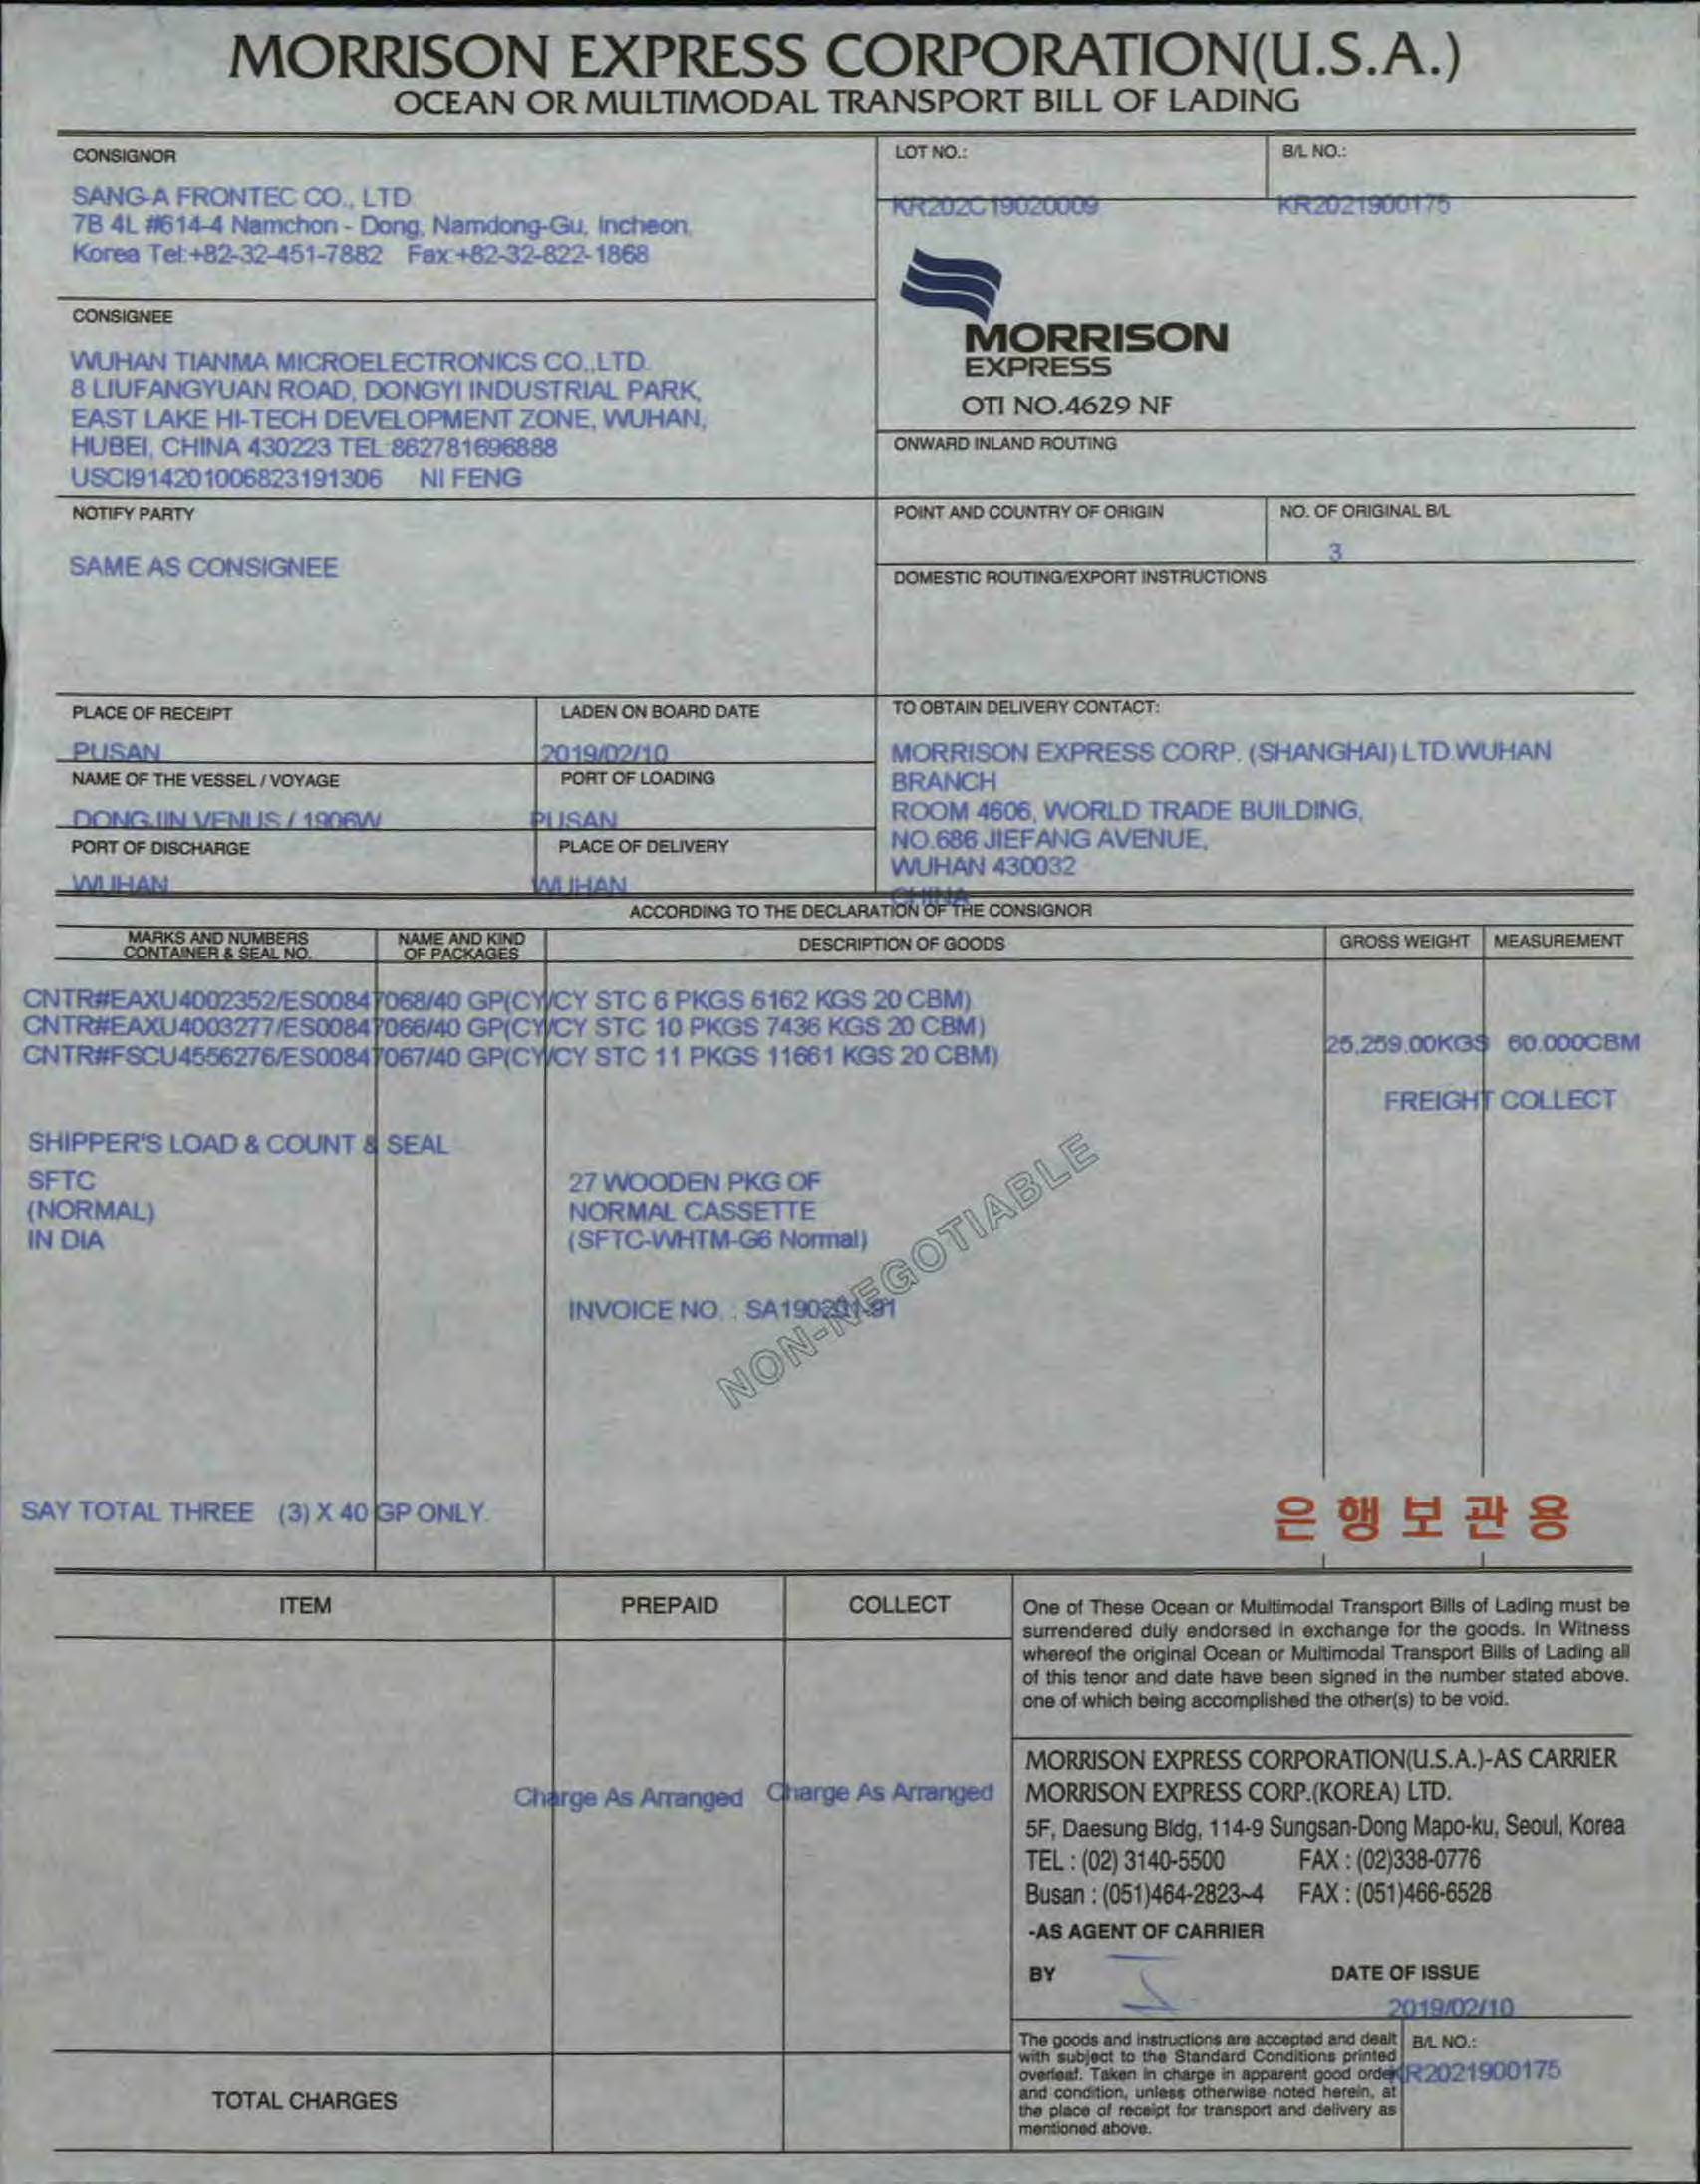 MORRISON EXPRESS CORPORATION(U.S.A.)
OCEAN OR MULTIMODAL TRANSPORT BILL OF LADING
CONSIGNOR
SANG-A FRONTEC CO., LTD
7B 4L #614-4 Namchon - Dong, Namdong-Gu, Incheon,
Korea Tel:+82-32-451-7882 Fax:+82-32-822-1868
LOT NO.:
KR202C19020009
B/L NO.:
KR2021900175
MORRISON
EXPRESS
OTI NO.4629 NF
CONSIGNEE
WUHAN TIANMA MICROELECTRONICS CO.,LTD.
8 LIUFANGYUAN ROAD, DONGYI INDUSTRIAL PARK,
EAST LAKE HI-TECH DEVELOPMENT ZONE, WUHAN,
HUBEI, CHINA 430223 TEL:862781696888
USCI914201006823191306 NI FENG
ONWARD INLAND ROUTING
NOTIFY PARTY
SAME AS CONSIGNEE
POINT AND COUNTRY OF ORIGIN
NO. OF ORIGINAL B/L
3
DOMESTIC ROUTING/EXPORT INSTRUCTIONS
PLACE OF RECEIPT
PUSAN
LADEN ON BOARD DATE
2019/02/10
NAME OF THE VESSEL / VOYAGE
DONGJIN VENUS / 1906W
PORT OF LOADING
PUSAN
PORT OF DISCHARGE
WUHAN
PLACE OF DELIVERY
WUHAN
TO OBTAIN DELIVERY CONTACT:
MORRISON EXPRESS CORP. (SHANGHAI) LTD.WUHAN
BRANCH
ROOM 4606, WORLD TRADE BUILDING,
NO.686 JIEFANG AVENUE,
WUHAN 430032
CHINA
ACCORDING TO THE DECLARATION OF THE CONSIGNOR
MARKS AND NUMBERS
CONTAINER & SEAL NO.
NAME AND KIND
OF PACKAGES
DESCRIPTION OF GOODS
GROSS WEIGHT
MEASUREMENT
CNTR#EAXU4002352/ES00847068/40 GP(CY/CY STC 6 PKGS 6162 KGS 20 CBM)
CNTR#EAXU4003277/ES00847066/40 GP(CY/CY STC 10 PKGS 7436 KGS 20 CBM)
CNTR#FSCU4556276/ES00847067/40 GP(CY/CY STC 11 PKGS 11661 KGS 20 CBM)
25,259.00KGS 60.000CBM
FREIGHT COLLECT
SHIPPER'S LOAD & COUNT & SEAL
SFTC
(NORMAL)
IN DIA
27 WOODEN PKG OF
NORMAL CASSETTE
(SFTC-WHTM-G6 Normal)
INVOICE NO. : SA190201-91
NON-NEGOTIABLE
SAY TOTAL THREE (3) X 40 GP ONLY.
은행보관용
ITEM
PREPAID
COLLECT
Charge As Arranged
Charge As Arranged
TOTAL CHARGES
One of These Ocean or Multimodal Transport Bills of Lading must be
surrendered duly endorsed in exchange for the goods. In Witness
whereof the original Ocean or Multimodal Transport Bills of Lading all
of this tenor and date have been signed in the number stated above.
one of which being accomplished the other(s) to be void.
MORRISON EXPRESS CORPORATION(U.S.A.)-AS CARRIER
MORRISON EXPRESS CORP.(KOREA) LTD.
5F, Daesung Bldg, 114-9 Sungsan-Dong Mapo-ku, Seoul, Korea
TEL : (02) 3140-5500 FAX : (02)338-0776
Busan : (051)464-2823~4 FAX : (051)466-6528
-AS AGENT OF CARRIER
BY
DATE OF ISSUE
2019/02/10
The goods and instructions are accepted and dealt
with subject to the Standard Conditions printed
overleaf. Taken in charge in apparent good order
and condition, unless otherwise noted herein, at
the place of receipt for transport and delivery as
mentioned above.
B/L NO.:
KR2021900175